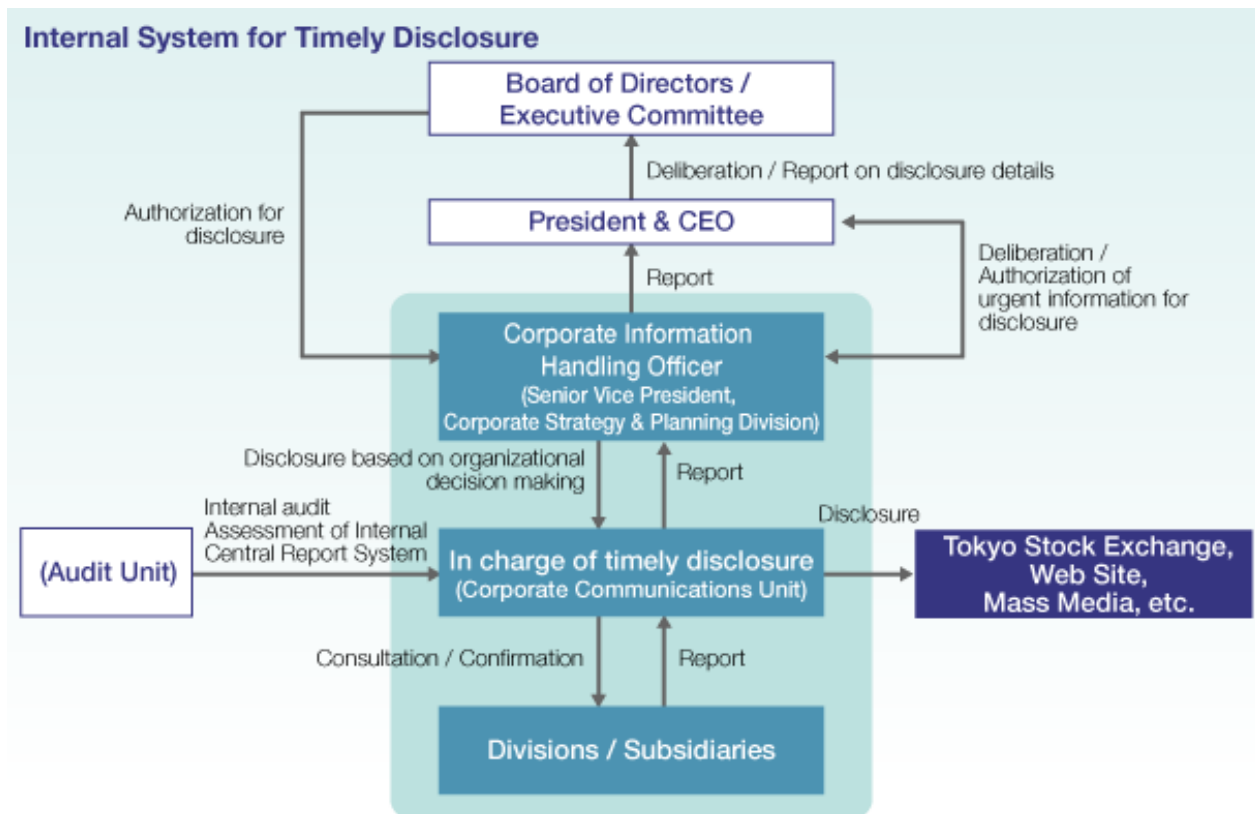 Internal System for Timely Disclosure
Board of Directors /
Executive Committee
Deliberation / Report on disclosure details
Authorization for
disclosure
President & CEO
Deliberation /
Authorization of
urgent information for
disclosure
Report
Corporate Information
Handling Officer
(Senior Vice President,
Corporate Strategy & Planning Division)
Disclosure based on organizational
decision making
Report
Internal audit
Assessment of Internal
Central Report System
Disclosure
(Audit Unit)
In charge of timely disclosure
(Corporate Communications Unit)
Tokyo Stock Exchange,
Web Site,
Mass Media, etc.
Consultation / Confirmation
Report
Divisions / Subsidiaries